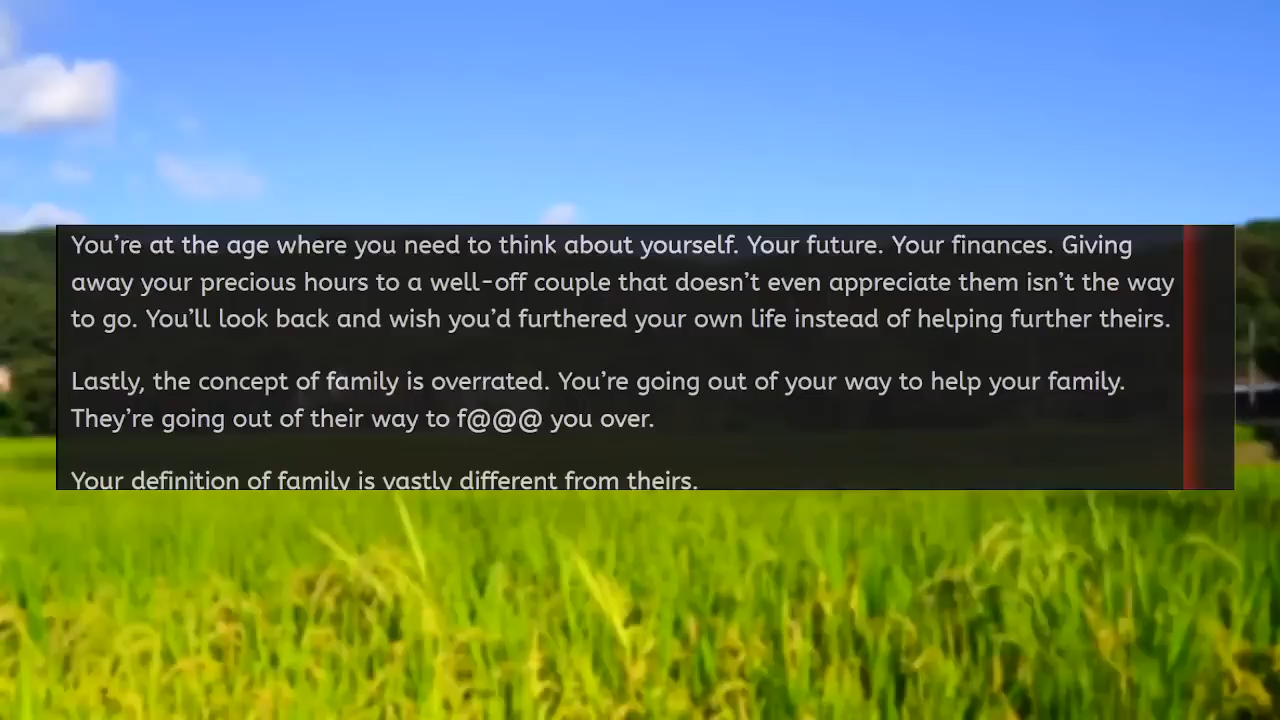 You're at the age where you need to think about yourself. Your future. Your finances. Giving
away your precious hours to a well-off couple that doesn't even appreciate them isn't the way
to go. You'll look back and wish you'd furthered your own life instead of helping further theirs.
Lastly, the concept of family is overrated. You're going out of your way to help your family.
They're going out of their way to f@@@ you over.
Your definition of family is vastly different from theirs.